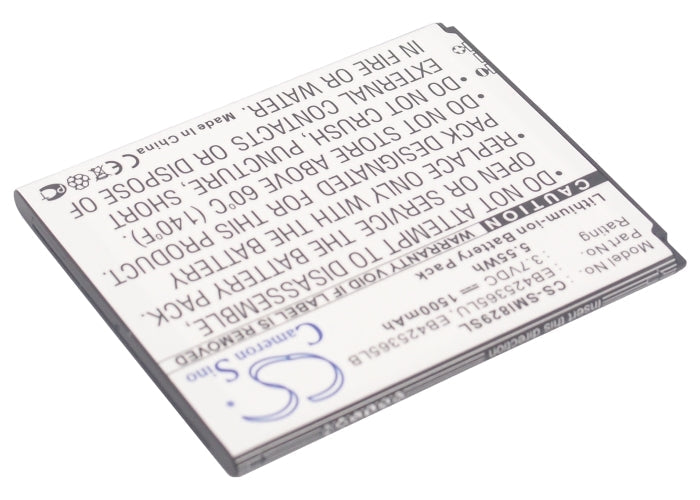 CS
Cameron Sino
Model No.: CS-SMI829SL
Part No.: EB425365LU, EB425365LB
Rating: 3.7VDC ⎓ 1500mAh
5.55Wh
Lithium-ion Battery Pack
CAUTION WARRANTY VOID IF LABEL IS REMOVED
•DO NOT ATTEMPT TO DISASSEMBLE,
OPEN OR SERVICE THE BATTERY PACK.
•REPLACE ONLY WITH THE BATTERY
PACK DESIGNATED FOR THIS PRODUCT.
•DO NOT STORE ABOVE 60°C (140°F).
•DO NOT CRUSH, PUNCTURE, SHORT
EXTERNAL CONTACTS OR DISPOSE OF
IN FIRE OR WATER.
Made in China
CE